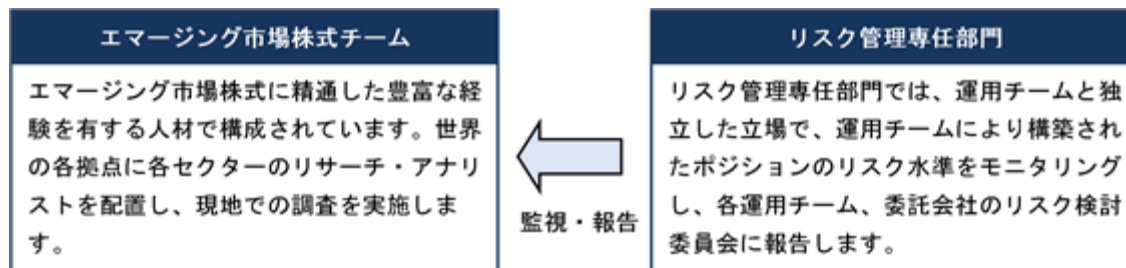 エマージング市場株式チーム
エマージング市場株式に精通した豊富な経
験を有する人材で構成されています。世界
の各拠点に各セクターのリサーチ・アナリ
ストを配置し、現地での調査を実施しま
す。
監視・報告
リスク管理専任部門
リスク管理専任部門では、運用チームと独
立した立場で、運用チームにより構築され
たポジションのリスク水準をモニタリング
し、各運用チーム、委託会社のリスク検討
委員会に報告します。